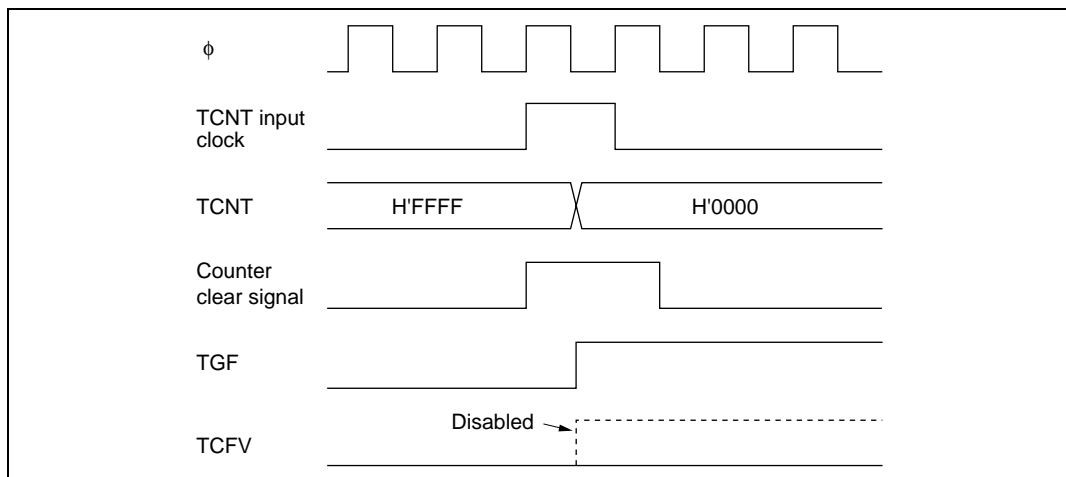 ϕ
TCNT input
clock
TCNT
H'FFFF
H'0000
Counter
clear signal
TGF
Disabled
TCFV